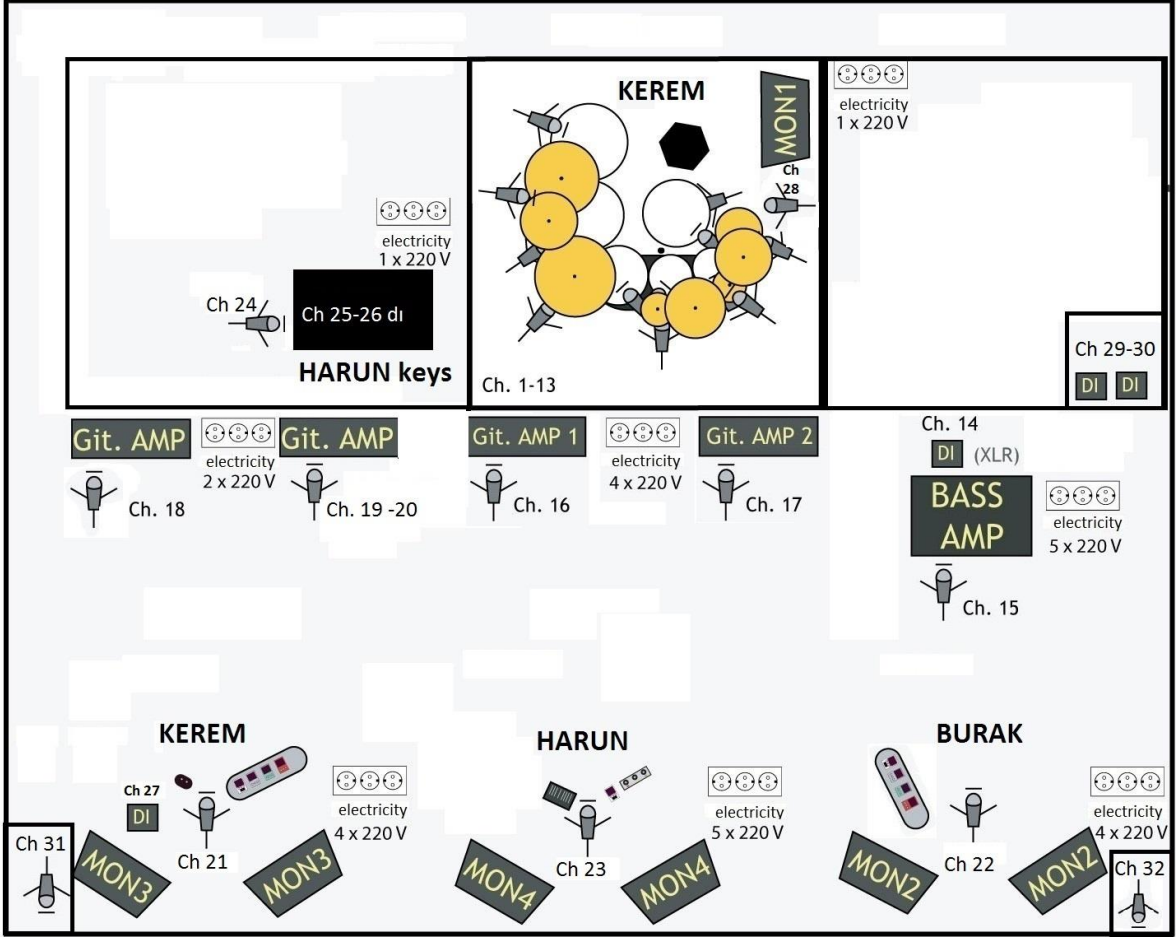 KEREM
MON1
electricity
1 x 220 V
Ch
28
electricity
1 x 220 V
Ch 24
Ch 25-26 dı
HARUN keys
Ch. 1-13
Ch 29-30
DI DI
Git. AMP
electricity
2 x 220 V
Git. AMP
Git. AMP 1
electricity
4 x 220 V
Git. AMP 2
Ch. 14
DI (XLR)
Ch. 18
Ch. 19 -20
Ch. 16
Ch. 17
BASS
AMP
electricity
5 x 220 V
Ch. 15
KEREM
HARUN
BURAK
Ch 27
DI
electricity
4 x 220 V
electricity
5 x 220 V
electricity
4 x 220 V
Ch 31
MON3
Ch 21
MON3
MON4
Ch 23
MON4
MON2
Ch 22
MON2
Ch 32